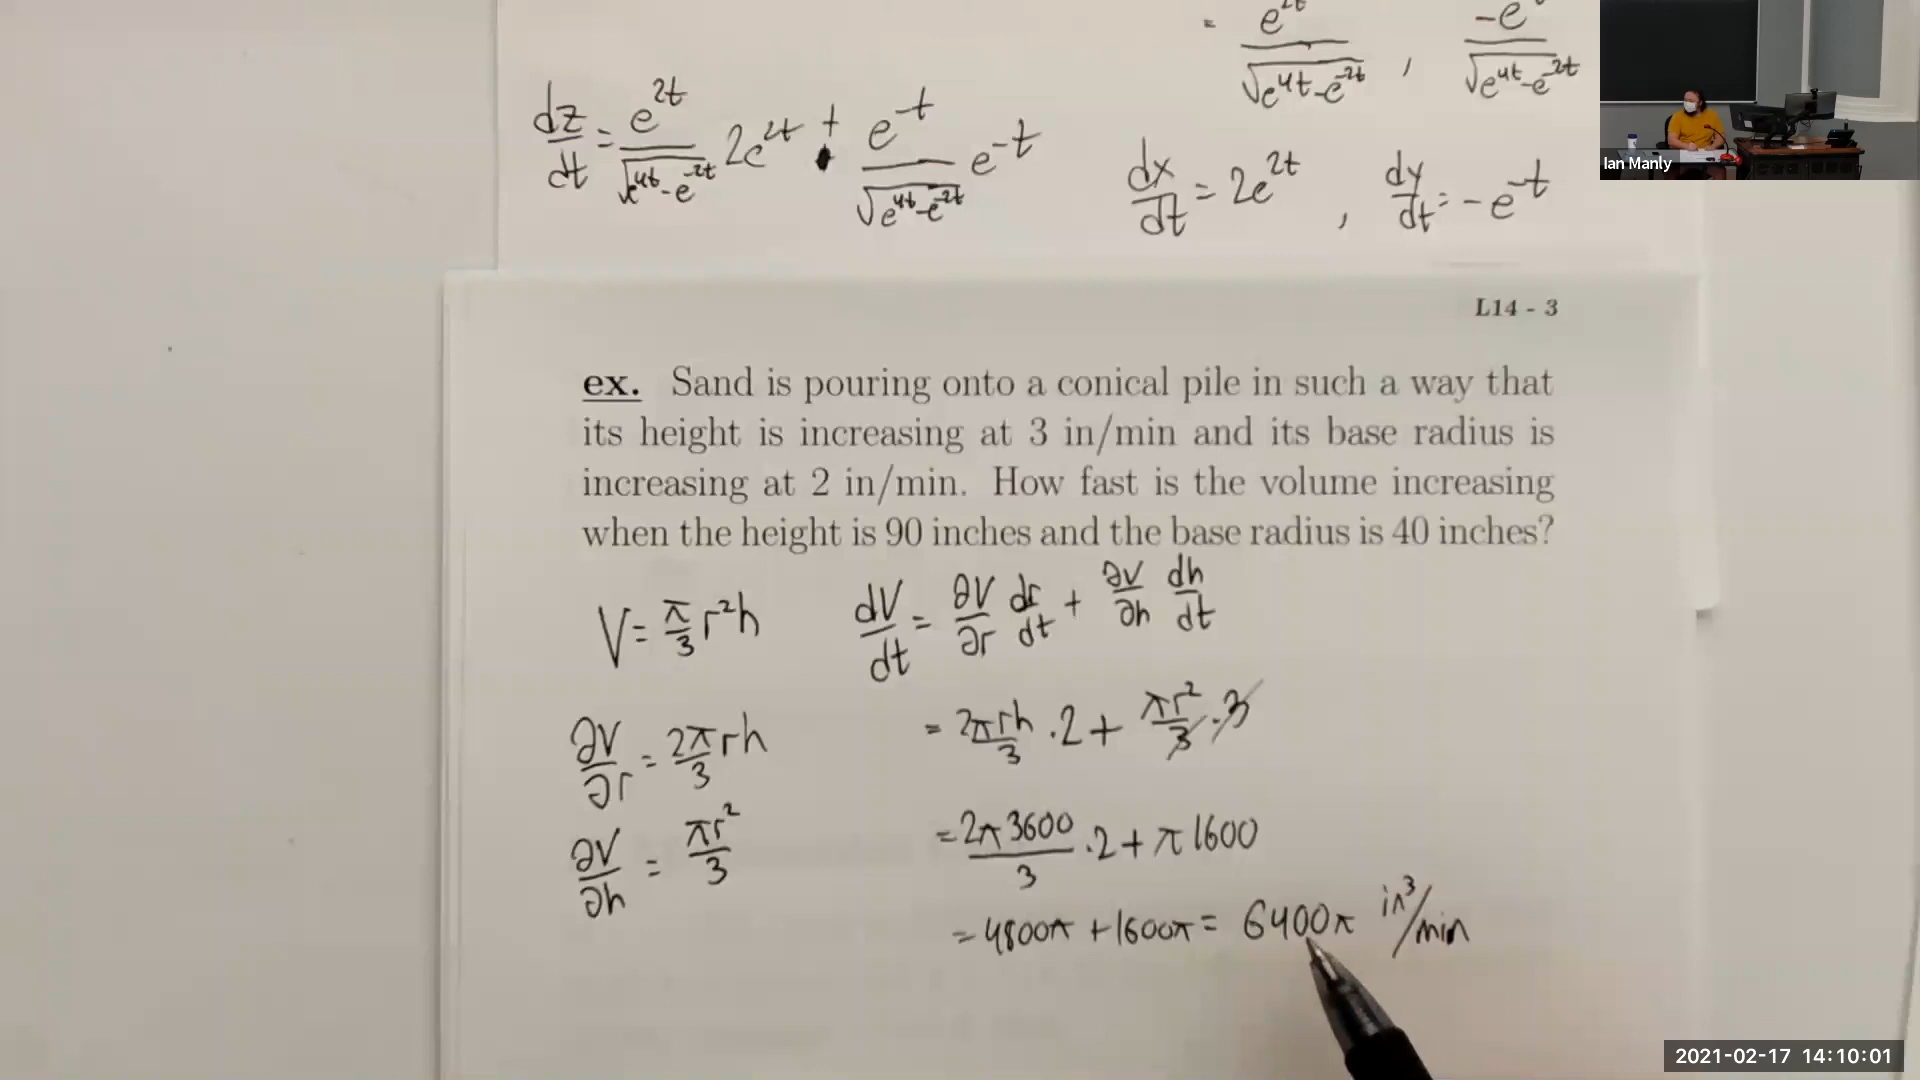 = e^2t/√(e^4t-e^-2t) , -e/√(e^4t-e^-2t)
Ian Manly
dz/dt = e^2t/√(e^4t-e^-2t) 2e^2t + e^-t/√(e^4t-e^-2t) e^-t
dx/dt = 2e^2t , dy/dt = -e^-t
L14 - 3
ex. Sand is pouring onto a conical pile in such a way that
its height is increasing at 3 in/min and its base radius is
increasing at 2 in/min. How fast is the volume increasing
when the height is 90 inches and the base radius is 40 inches?
V = π/3 r²h
dV/dt = ∂V/∂r dr/dt + ∂V/∂h dh/dt
∂V/∂r = 2π/3 rh
= 2πrh/3 · 2 + πr²/3 · 3
∂V/∂h = πr²/3
= 2π3600/3 · 2 + π1600
= 4800π + 1600π = 6400π in³/min
2021-02-17 14:10:01